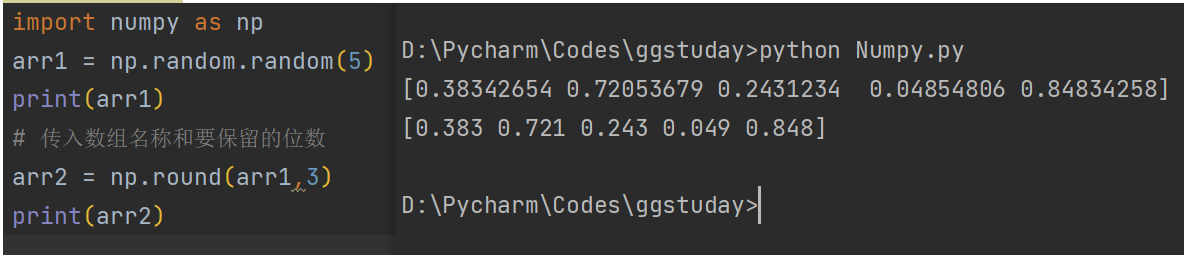 import numpy as np
arr1 = np.random.random(5)
print(arr1)
# 传入数组名称和要保留的位数
arr2 = np.round(arr1,3)
print(arr2)
D:\Pycharm\Codes\ggstuday>python Numpy.py
[0.38342654 0.72053679 0.2431234  0.04854806 0.84834258]
[0.383 0.721 0.243 0.049 0.848]
D:\Pycharm\Codes\ggstuday>